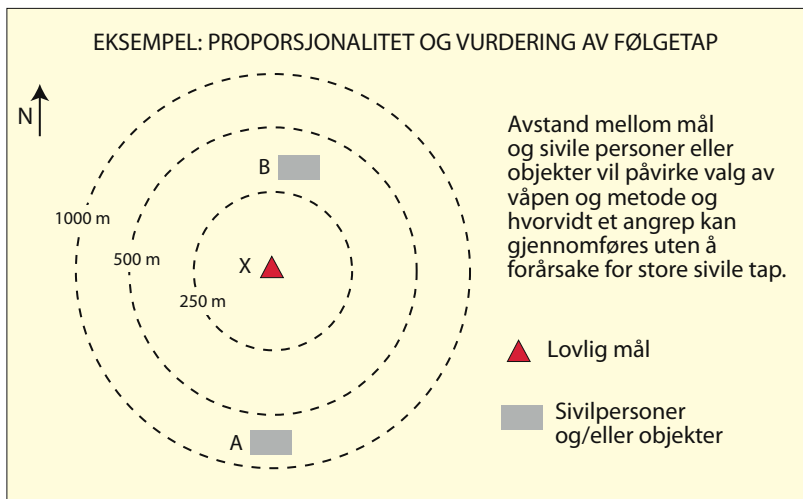 EKSEMPEL: PROPORSJONALITET OG VURDERING AV FØLGETAP
N
B
1000 m
500 m
X
250 m
A
Avstand mellom mål
og sivile personer eller
objekter vil påvirke valg av
våpen og metode og
hvorvidt et angrep kan
gjennomføres uten å
forårsake for store sivile tap.
Lovlig mål
Sivilpersoner
og/eller objekter